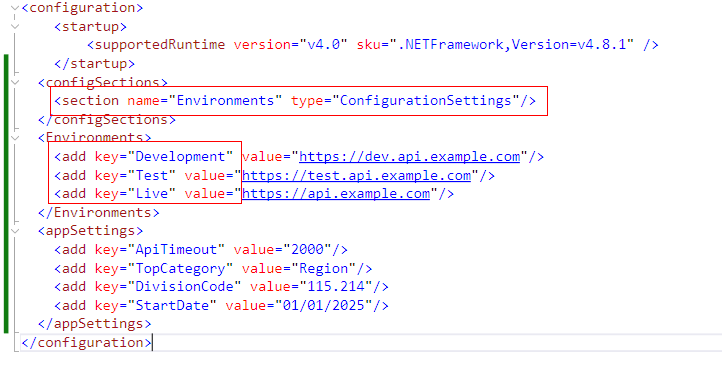 <configuration>
<startup>
<supportedRuntime version="v4.0" sku=".NETFramework,Version=v4.8.1" />
</startup>
<configSections>
<section name="Environments" type="ConfigurationSettings"/>
</configSections>
<Environments>
<add key="Development" value="https://dev.api.example.com"/>
<add key="Test" value="https://test.api.example.com"/>
<add key="Live" value="https://api.example.com"/>
</Environments>
<appSettings>
<add key="ApiTimeout" value="2000"/>
<add key="TopCategory" value="Region"/>
<add key="DivisionCode" value="115.214"/>
<add key="StartDate" value="01/01/2025"/>
</appSettings>
</configuration>